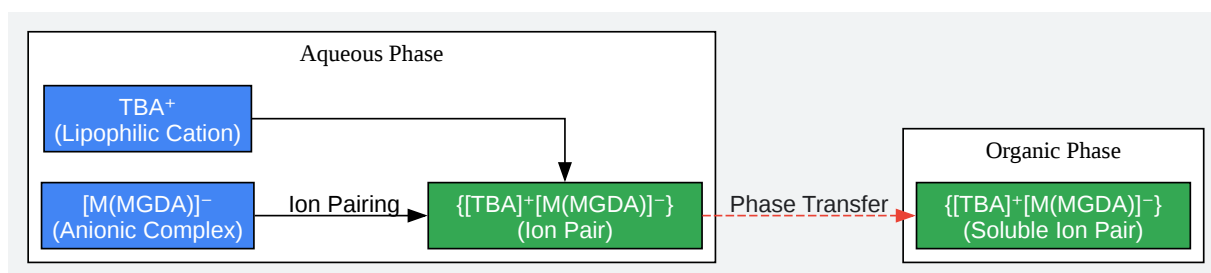 Aqueous Phase
TBA⁺
(Lipophilic Cation)
[M(MGDA)]⁻
(Anionic Complex)
Ion Pairing
{[TBA]⁺[M(MGDA)]⁻}
(Ion Pair)
Phase Transfer
Organic Phase
{[TBA]⁺[M(MGDA)]⁻}
(Soluble Ion Pair)